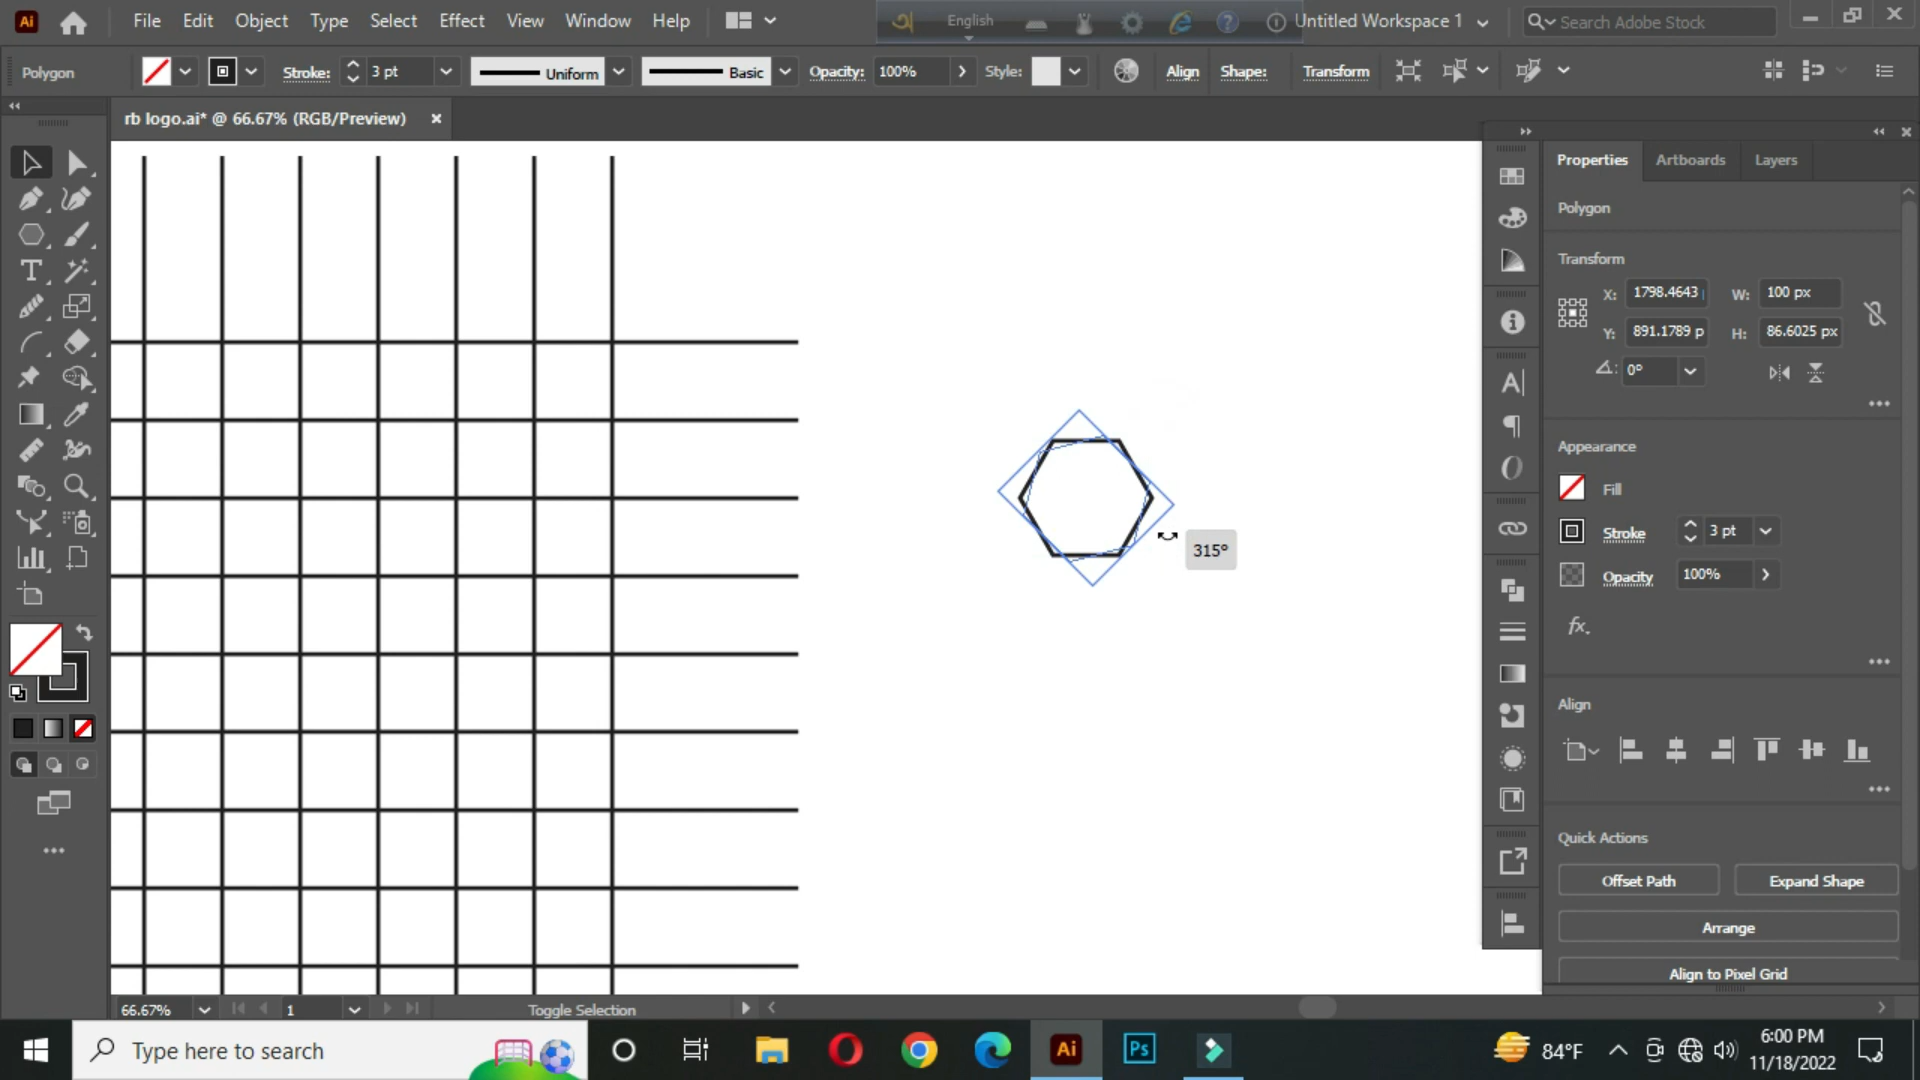 Ai File Edit Object Type Select Effect View Window Help English Untitled Workspace 1 Search Adobe Stock
Polygon Stroke: 3 pt Uniform Basic Opacity: 100% Style: Align Shape: Transform
rb logo.ai* @ 66.67% (RGB/Preview)
Properties Artboards Layers
Polygon
Transform
X: 1798.4643 W: 100 px
Y: 891.1789 p H: 86.6025 px
0°
Appearance
Fill
Stroke 3 pt
315°
Opacity 100%
fx.
Align
Quick Actions
Offset Path Expand Shape
Arrange
Align to Pixel Grid
66.67% 1 Toggle Selection
Type here to search Ai Ps 84°F 6:00 PM
11/18/2022